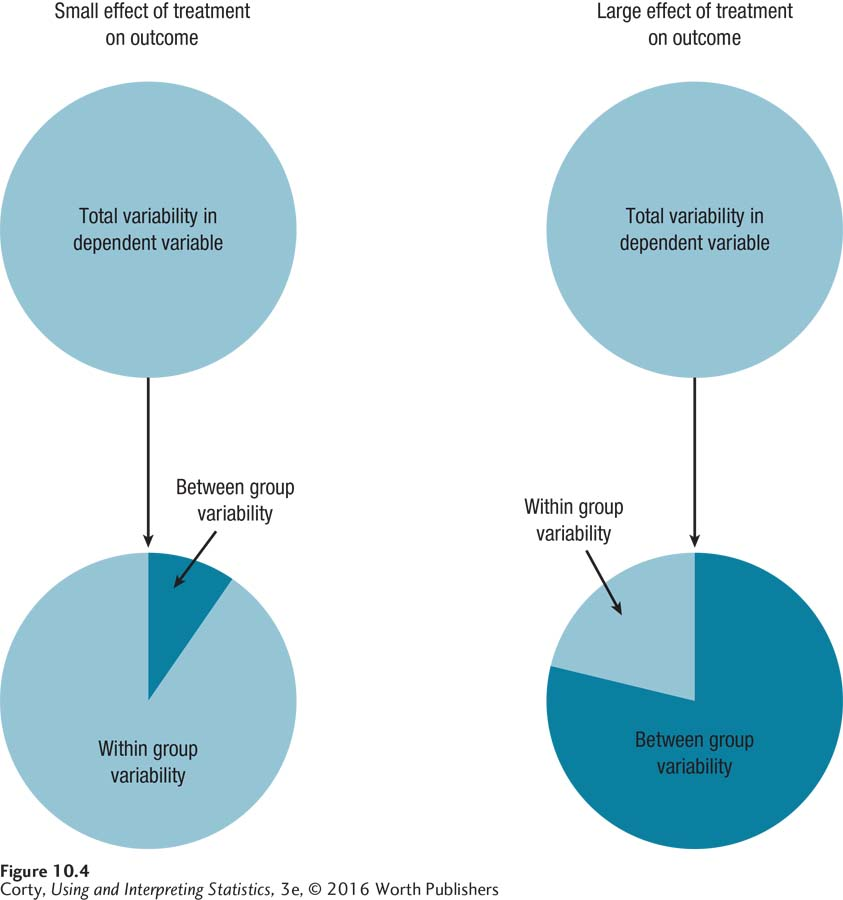 Small effect of treatment
on outcome
Large effect of treatment
on outcome
Total variability in
dependent variable
Total variability in
dependent variable
Between group
variability
Within group
variability
Within group
variability
Between group
variability
Figure 10.4
Corty, Using and Interpreting Statistics, 3e, © 2016 Worth Publishers